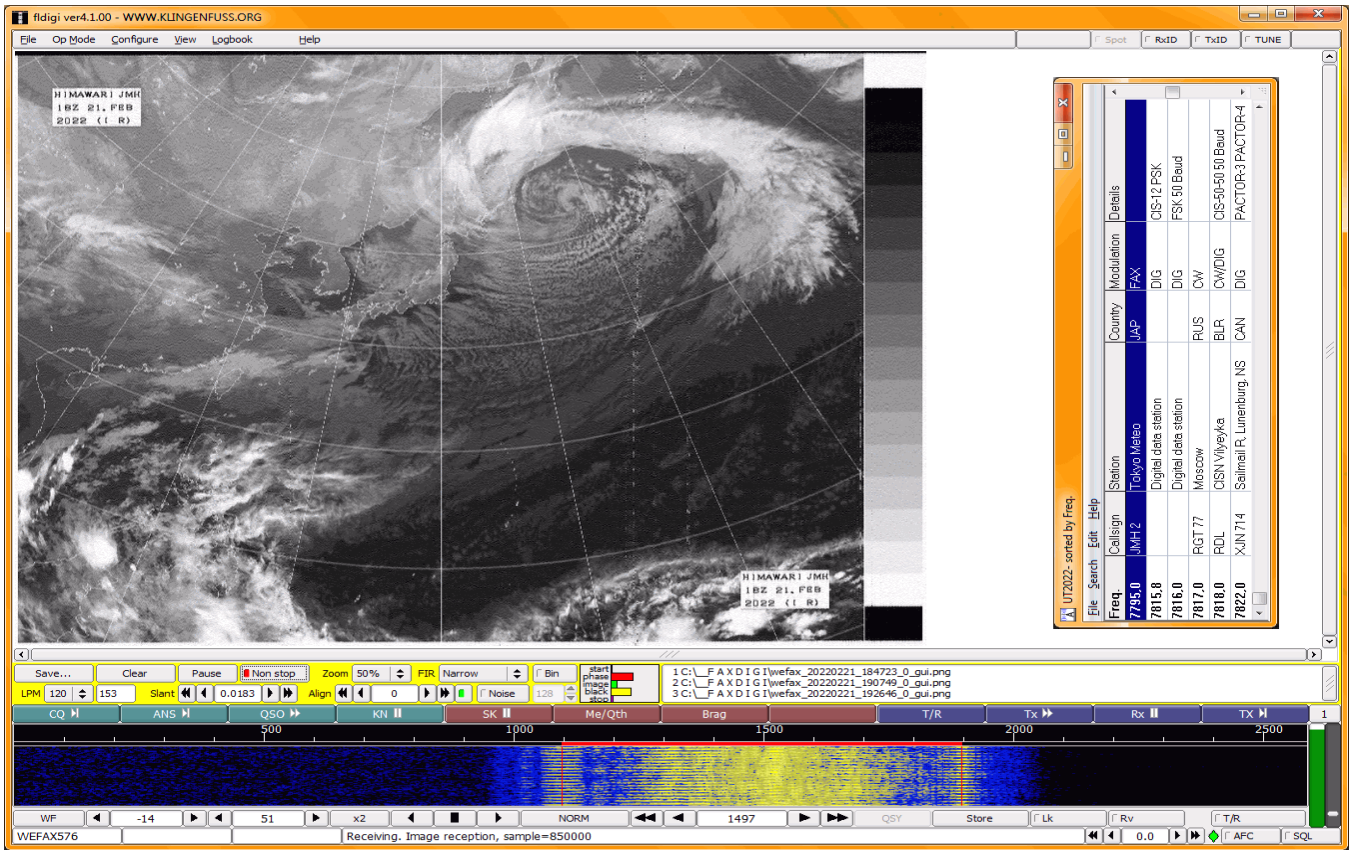 fldigi ver4.1.00 - WWW.KLINGENFUSS.ORG
File Op Mode Configure View Logbook Help Spot RxID TxID TUNE
HIMAWARI JMH
18Z 21. FEB
2022 (I R)
HIMAWARI JMH
18Z 21. FEB
2022 (I R)
UT2022- sorted by Freq.
File Search Edit Help
Freq. Callsign Station Country Modulation Details
7795.0 JMH 2 Tokyo Meteo JAP FAX
7815.8 Digital data station DIG CIS-12 PSK
7816.0 Digital data station DIG FSK 50 Baud
7817.0 RGT 77 Moscow RUS CW
7818.0 RDL CISN Vilyeyka BLR CW/DIG CIS-50-50 50 Baud
7822.0 XJN 714 Sailmail R. Lunenburg, NS CAN DIG PACTOR-3 PACTOR-4
Save... Clear Pause Non stop Zoom 50% FIR Narrow Bin
LPM 120 153 Slant 0.0183 Align 0 Noise 128
start
phase
image
black
stop
1 C:\__F A X D I G I\wefax_20220221_184723_0_gui.png
2 C:\__F A X D I G I\wefax_20220221_190749_0_gui.png
3 C:\__F A X D I G I\wefax_20220221_192646_0_gui.png
CQ ANS QSO KN SK Me/Qth Brag T/R Tx Rx TX 1
500 1000 1500 2000 2500
WF -14 51 x2 NORM 1497 QSY Store Lk Rv T/R
WEFAX576 Receiving. Image reception, sample=850000 0.0 AFC SQL